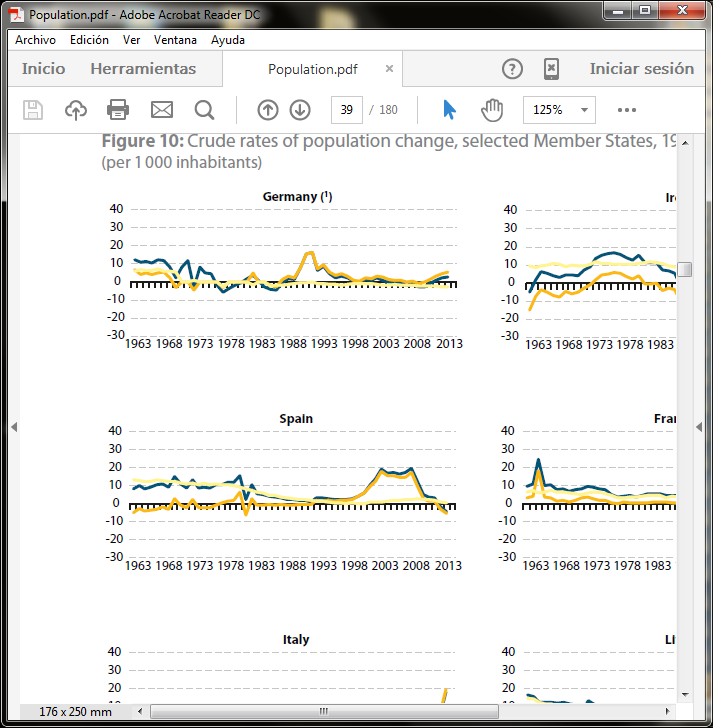 Population.pdf - Adobe Acrobat Reader DC
Archivo Edición Ver Ventana Ayuda
Inicio Herramientas Population.pdf × Iniciar sesión
39 / 180 125%
Figure 10: Crude rates of population change, selected Member States, 19
(per 1 000 inhabitants)
Germany (¹)
40
30
20
10
0
-10
-20
-30
1963 1968 1973 1978 1983 1988 1993 1998 2003 2008 2013
Ire
40
30
20
10
0
-10
-20
-30
1963 1968 1973 1978 1983
Spain
40
30
20
10
0
-10
-20
-30
1963 1968 1973 1978 1983 1988 1993 1998 2003 2008 2013
Fran
40
30
20
10
0
-10
-20
-30
1963 1968 1973 1978 1983
Italy
40
30
20
Li
40
30
20
176 x 250 mm